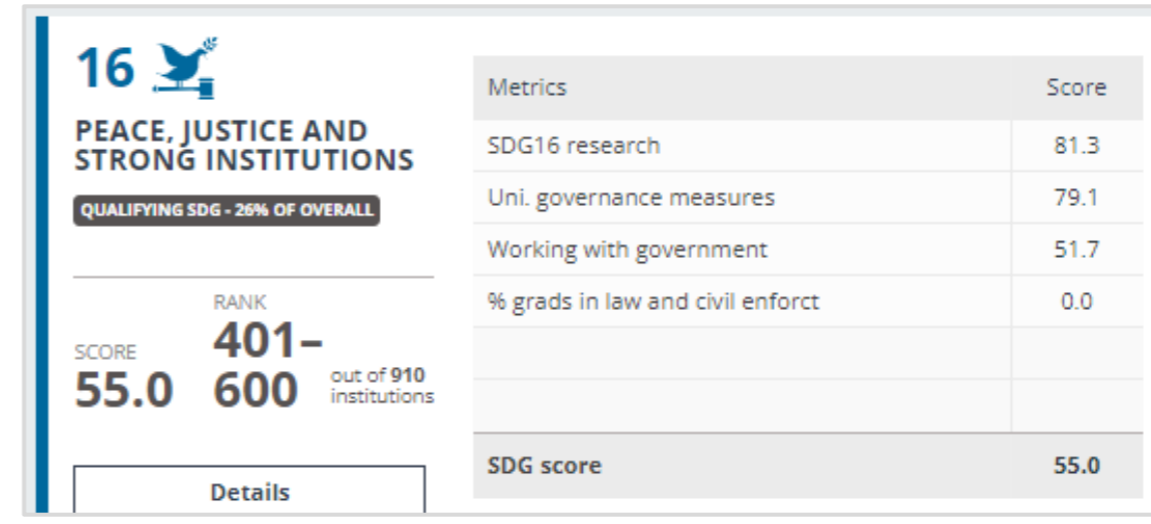 16
PEACE, JUSTICE AND
STRONG INSTITUTIONS
QUALIFYING SDG - 26% OF OVERALL
SCORE
55.0
RANK
401–
600
out of 910
institutions
Details
Metrics Score
SDG16 research 81.3
Uni. governance measures 79.1
Working with government 51.7
% grads in law and civil enforct 0.0
SDG score 55.0